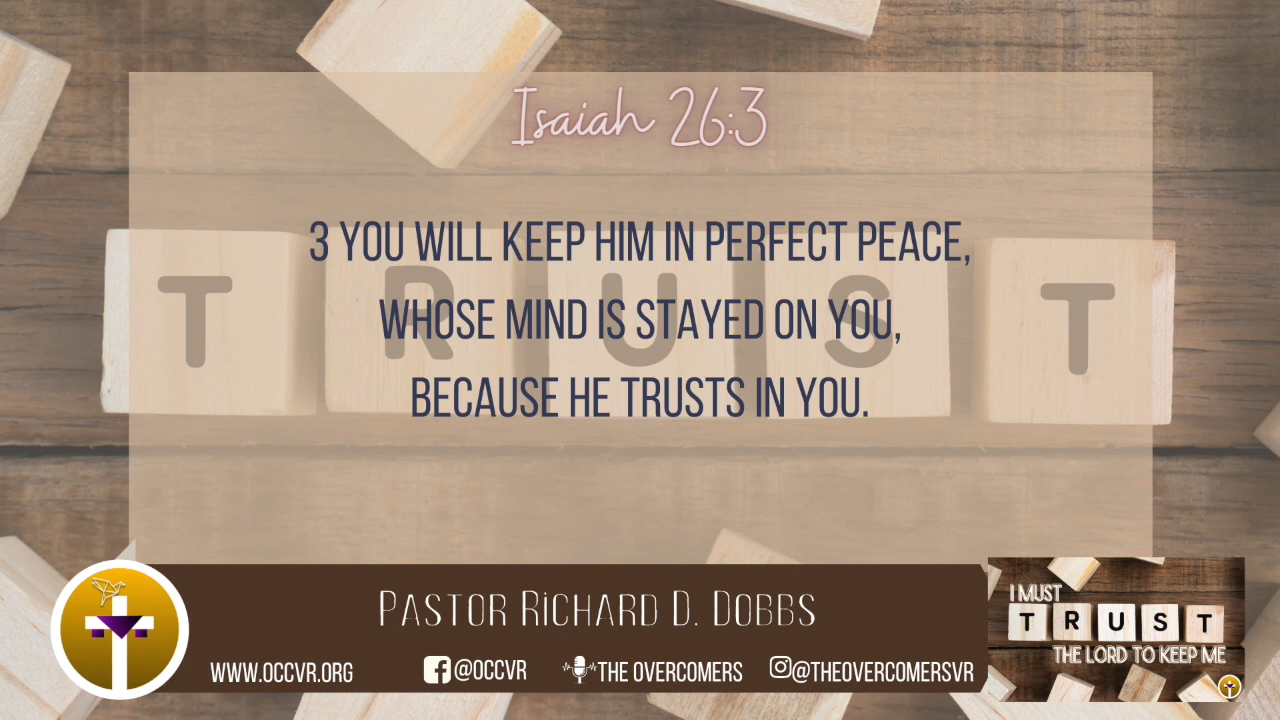 Isaiah 26:3
3 YOU WILL KEEP HIM IN PERFECT PEACE,
WHOSE MIND IS STAYED ON YOU,
BECAUSE HE TRUSTS IN YOU.
T R U S T
PASTOR RICHARD D. DOBBS
WWW.OCCVR.ORG @OCCVR THE OVERCOMERS @THEOVERCOMERSVR
I MUST
T R U S T
THE LORD TO KEEP ME